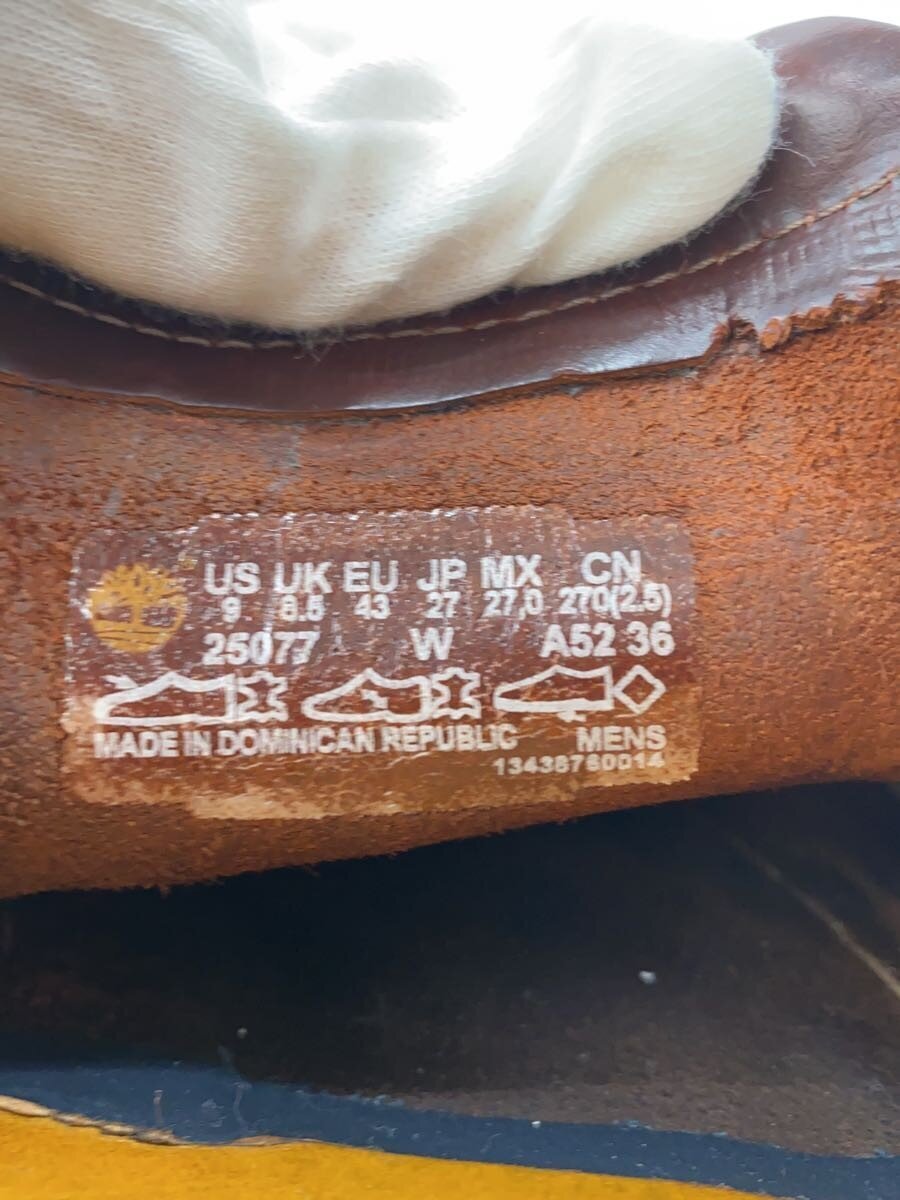 US UK EU JP MX CN
9 8.5 43 27 27,0 270(2.5)
25077 W A52 36
MADE IN DOMINICAN REPUBLIC MENS
13438760014